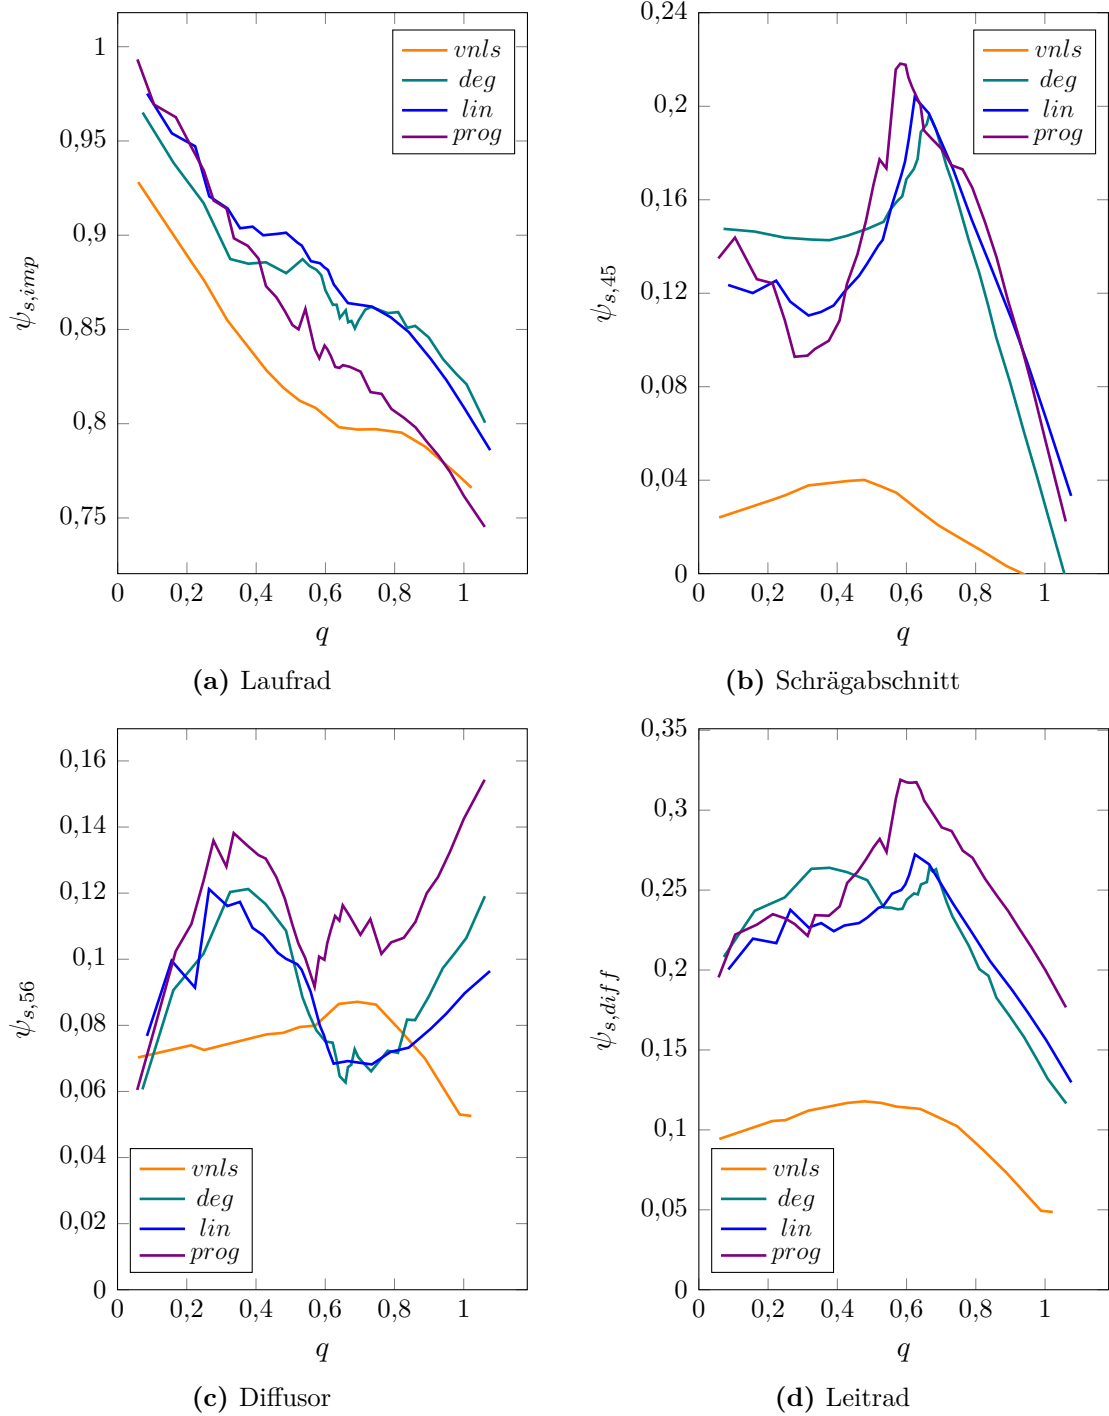 1
0,95
0,9
0,85
0,8
0,75
ψs,imp
vnls
deg
lin
prog
0 0,2 0,4 0,6 0,8 1
q
(a) Laufrad
0,24
0,2
0,16
0,12
0,08
0,04
0
ψs,45
vnls
deg
lin
prog
0 0,2 0,4 0,6 0,8 1
q
(b) Schrägabschnitt
0,16
0,14
0,12
0,1
0,08
0,06
0,04
0,02
0
ψs,56
vnls
deg
lin
prog
0 0,2 0,4 0,6 0,8 1
q
(c) Diffusor
0,35
0,3
0,25
0,2
0,15
0,1
0,05
0
ψs,diff
vnls
deg
lin
prog
0 0,2 0,4 0,6 0,8 1
q
(d) Leitrad